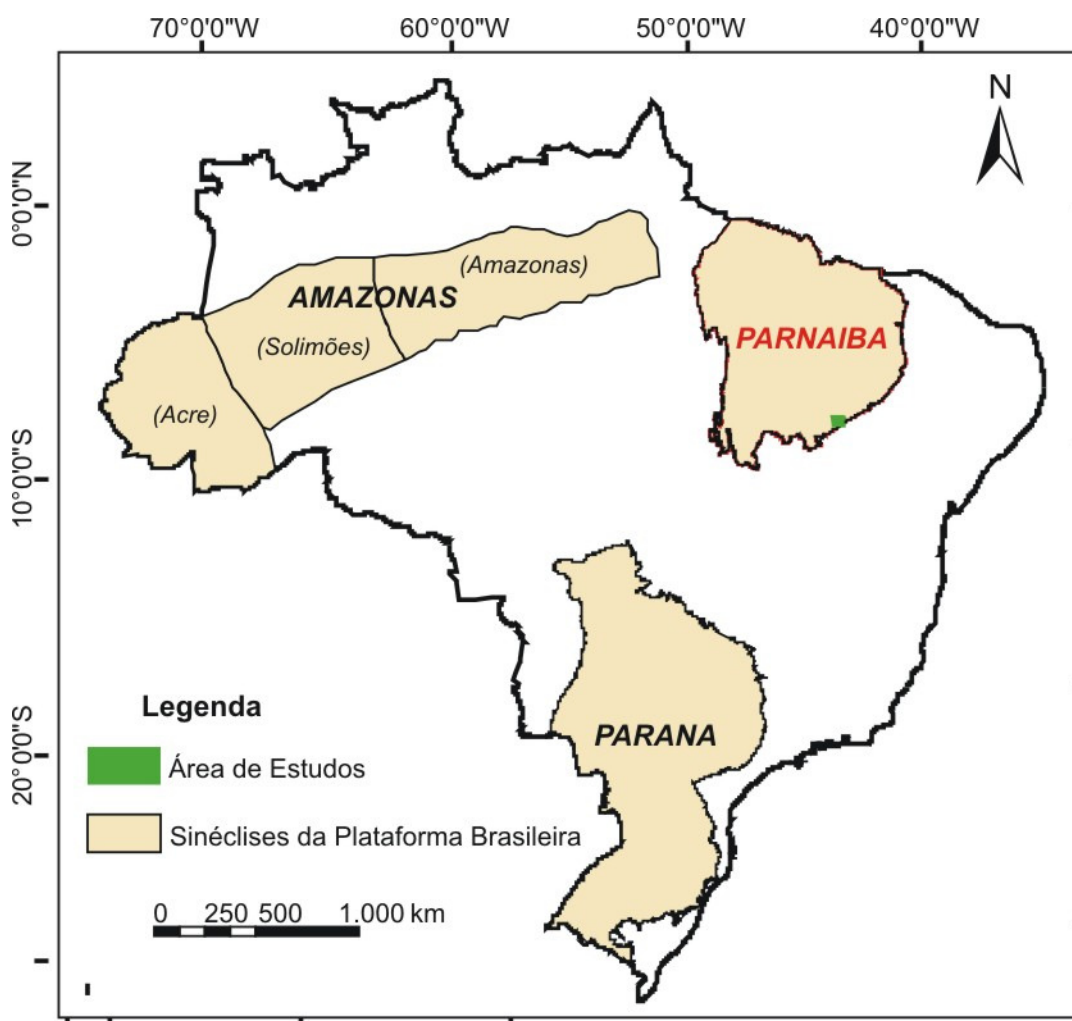 70°0'0"W 60°0'0"W 50°0'0"W 40°0'0"W
N
0°0'0"N
(Amazonas)
AMAZONAS
(Solimões)
PARNAIBA
(Acre)
10°0'0"S
PARANA
20°0'0"S
Legenda
Área de Estudos
Sinéclises da Plataforma Brasileira
0 250 500 1.000 km